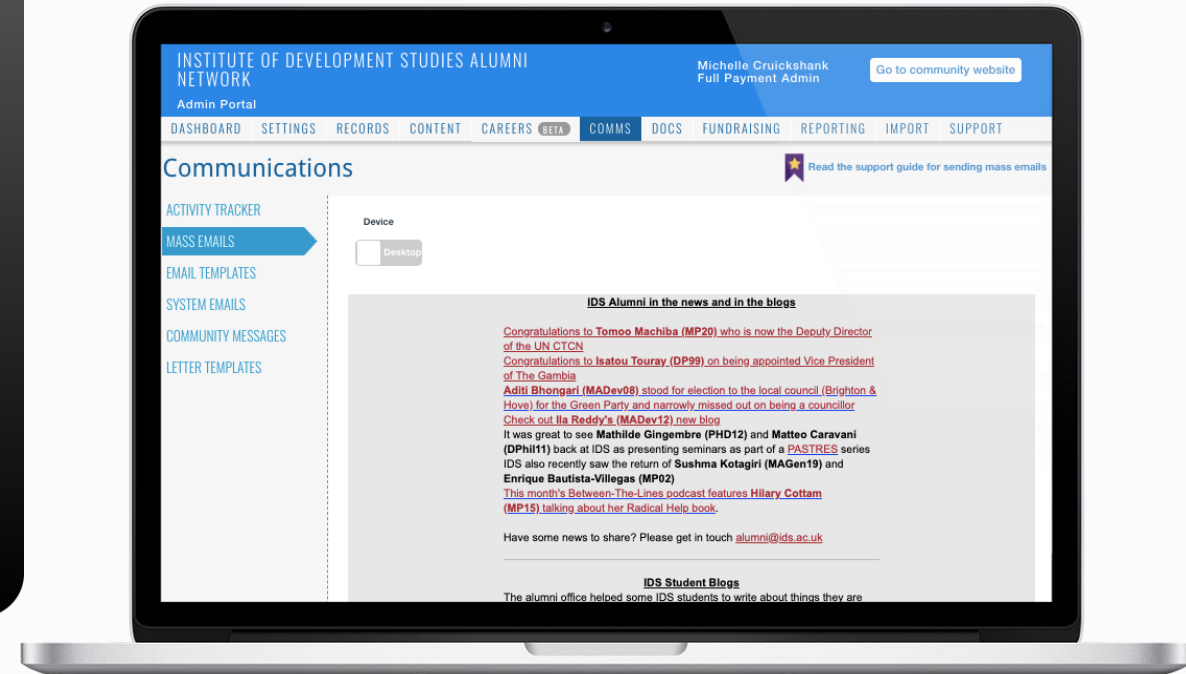 INSTITUTE OF DEVELOPMENT STUDIES ALUMNI
NETWORK
Admin Portal
Michelle Cruickshank
Full Payment Admin
Go to community website
DASHBOARD SETTINGS RECORDS CONTENT CAREERS BETA COMMS DOCS FUNDRAISING REPORTING IMPORT SUPPORT
Communications
Read the support guide for sending mass emails
ACTIVITY TRACKER
MASS EMAILS
EMAIL TEMPLATES
SYSTEM EMAILS
COMMUNITY MESSAGES
LETTER TEMPLATES
Device
Desktop
IDS Alumni in the news and in the blogs
Congratulations to Tomoo Machiba (MP20) who is now the Deputy Director
of the UN CTCN
Congratulations to Isatou Touray (DP99) on being appointed Vice President
of The Gambia
Aditi Bhongari (MADev08) stood for election to the local council (Brighton &
Hove) for the Green Party and narrowly missed out on being a councillor
Check out Ila Reddy's (MADev12) new blog
It was great to see Mathilde Gingembre (PHD12) and Matteo Caravani
(DPhil11) back at IDS as presenting seminars as part of a PASTRES series
IDS also recently saw the return of Sushma Kotagiri (MAGen19) and
Enrique Bautista-Villegas (MP02)
This month's Between-The-Lines podcast features Hilary Cottam
(MP15) talking about her Radical Help book.
Have some news to share? Please get in touch alumni@ids.ac.uk
IDS Student Blogs
The alumni office helped some IDS students to write about things they are